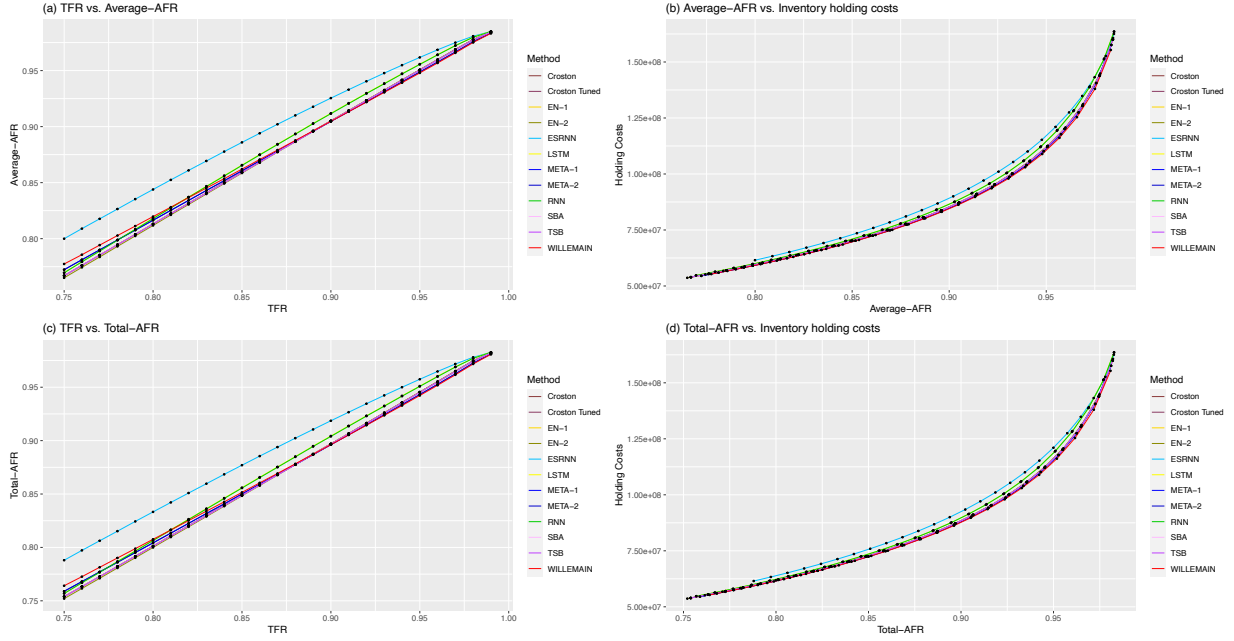 (a) TFR vs. Average−AFR
Average−AFR
0.95
0.90
0.85
0.80
0.75
0.80
0.85
0.90
0.95
1.00
TFR
Method
Croston
Croston Tuned
EN−1
EN−2
ESRNN
LSTM
META−1
META−2
RNN
SBA
TSB
WILLEMAIN
(b) Average−AFR vs. Inventory holding costs
Holding Costs
1.50e+08
1.25e+08
1.00e+08
7.50e+07
5.00e+07
0.80
0.85
0.90
0.95
Average−AFR
Method
Croston
Croston Tuned
EN−1
EN−2
ESRNN
LSTM
META−1
META−2
RNN
SBA
TSB
WILLEMAIN
(c) TFR vs. Total−AFR
Total−AFR
0.95
0.90
0.85
0.80
0.75
0.75
0.80
0.85
0.90
0.95
1.00
TFR
Method
Croston
Croston Tuned
EN−1
EN−2
ESRNN
LSTM
META−1
META−2
RNN
SBA
TSB
WILLEMAIN
(d) Total−AFR vs. Inventory holding costs
Holding Costs
1.50e+08
1.25e+08
1.00e+08
7.50e+07
5.00e+07
0.75
0.80
0.85
0.90
0.95
Total−AFR
Method
Croston
Croston Tuned
EN−1
EN−2
ESRNN
LSTM
META−1
META−2
RNN
SBA
TSB
WILLEMAIN